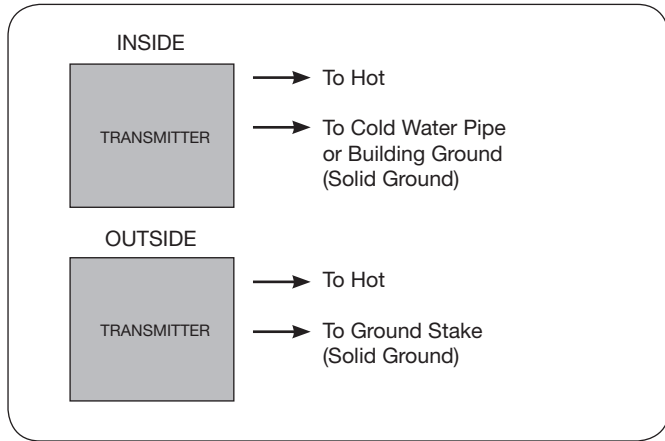 INSIDE
TRANSMITTER
To Hot
To Cold Water Pipe
or Building Ground
(Solid Ground)
OUTSIDE
TRANSMITTER
To Hot
To Ground Stake
(Solid Ground)